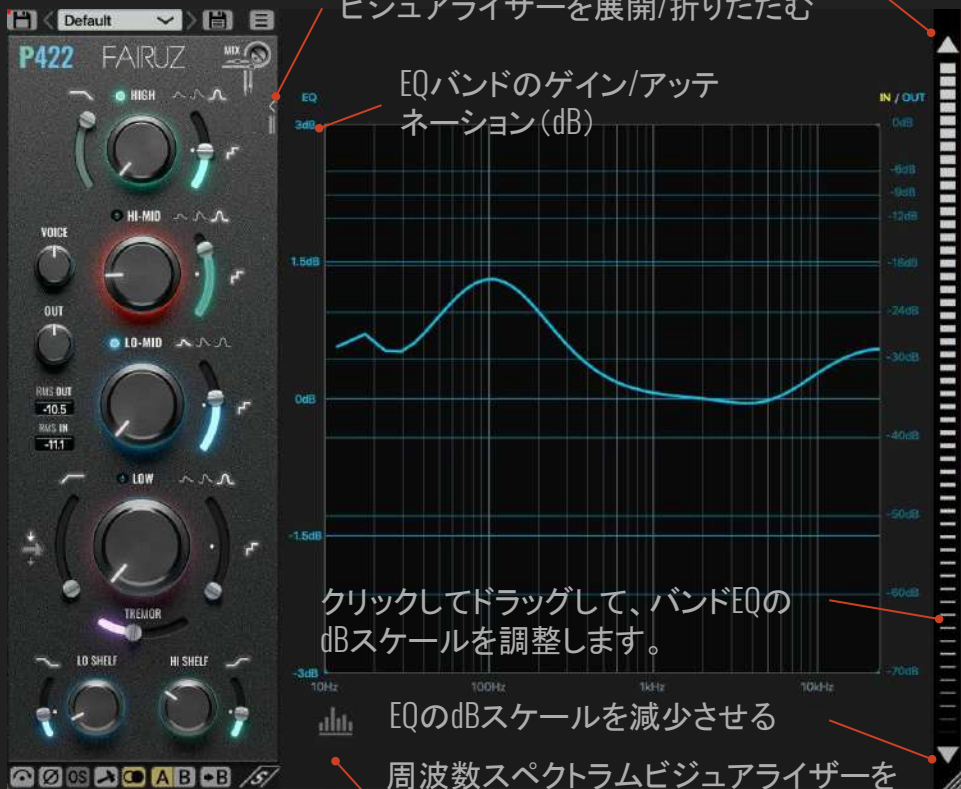 Default
ビジュアライザーを展開/折りたたむ
P422 FAIRUZ MIX
HIGH
EQ
EQバンドのゲイン/アッテ
ネーション（dB）
IN / OUT
3dB
0dB
-6dB
-9dB
-12dB
HI-MID
VOICE
1.5dB
-18dB
OUT
-24dB
LO-MID
-30dB
RMS OUT
-10.5
RMS IN
-11.1
0dB
-40dB
LOW
-50dB
-1.5dB
クリックしてドラッグして、バンドEQの
dBスケールを調整します。
-60dB
TREMOR
LO SHELF HI SHELF
-3dB
-70dB
10Hz 100Hz 1kHz 10kHz
EQのdBスケールを減少させる
周波数スペクトラムビジュアライザーを
OS A B B